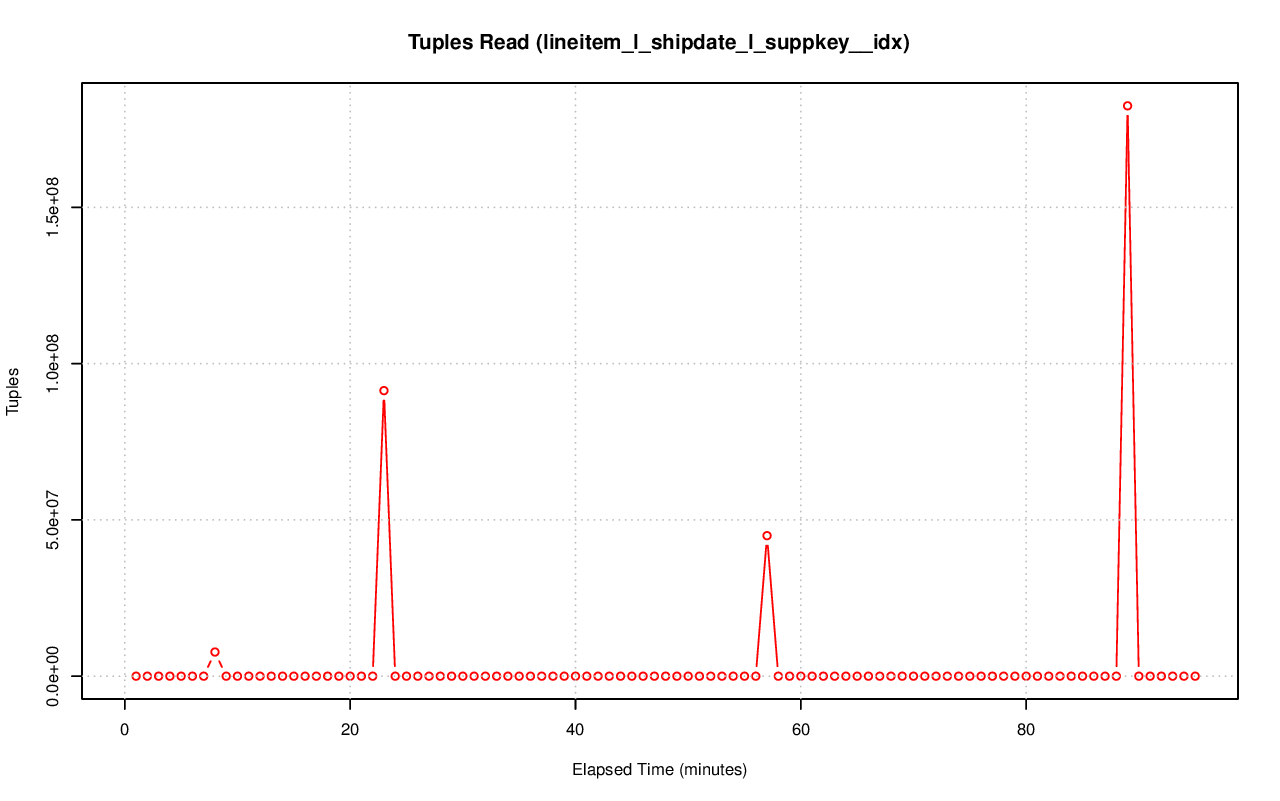 Tuples Read (lineitem_l_shipdate_l_suppkey__idx)
Tuples
1.5e+08
1.0e+08
5.0e+07
0.0e+00
0 20 40 60 80
Elapsed Time (minutes)